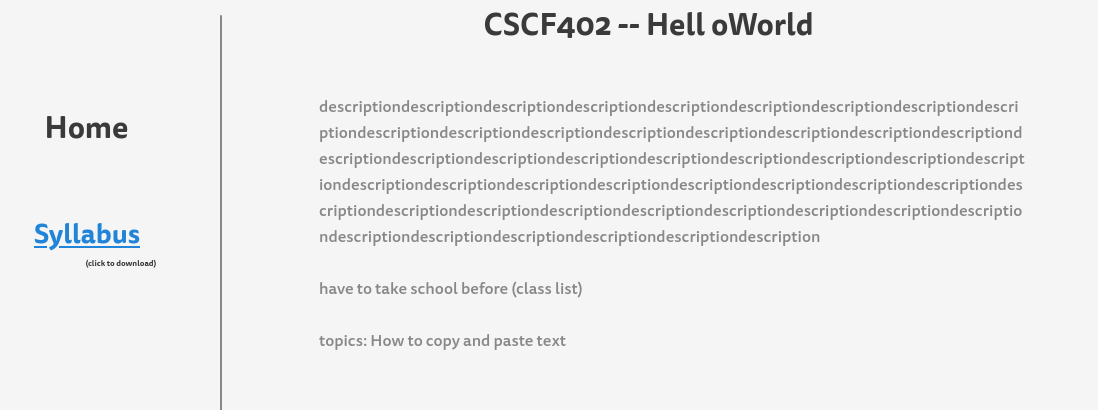 CSCF402 -- Hell oWorld
Home
Syllabus
(click to download)
descriptiondescriptiondescriptiondescriptiondescriptiondescriptiondescriptiondescriptiondescri
ptiondescriptiondescriptiondescriptiondescriptiondescriptiondescriptiondescriptiondescriptiond
escriptiondescriptiondescriptiondescriptiondescriptiondescriptiondescriptiondescriptiondescript
iondescriptiondescriptiondescriptiondescriptiondescriptiondescriptiondescriptiondescriptiondes
criptiondescriptiondescriptiondescriptiondescriptiondescriptiondescriptiondescriptiondescriptio
ndescriptiondescriptiondescriptiondescriptiondescriptiondescription
have to take school before (class list)
topics: How to copy and paste text